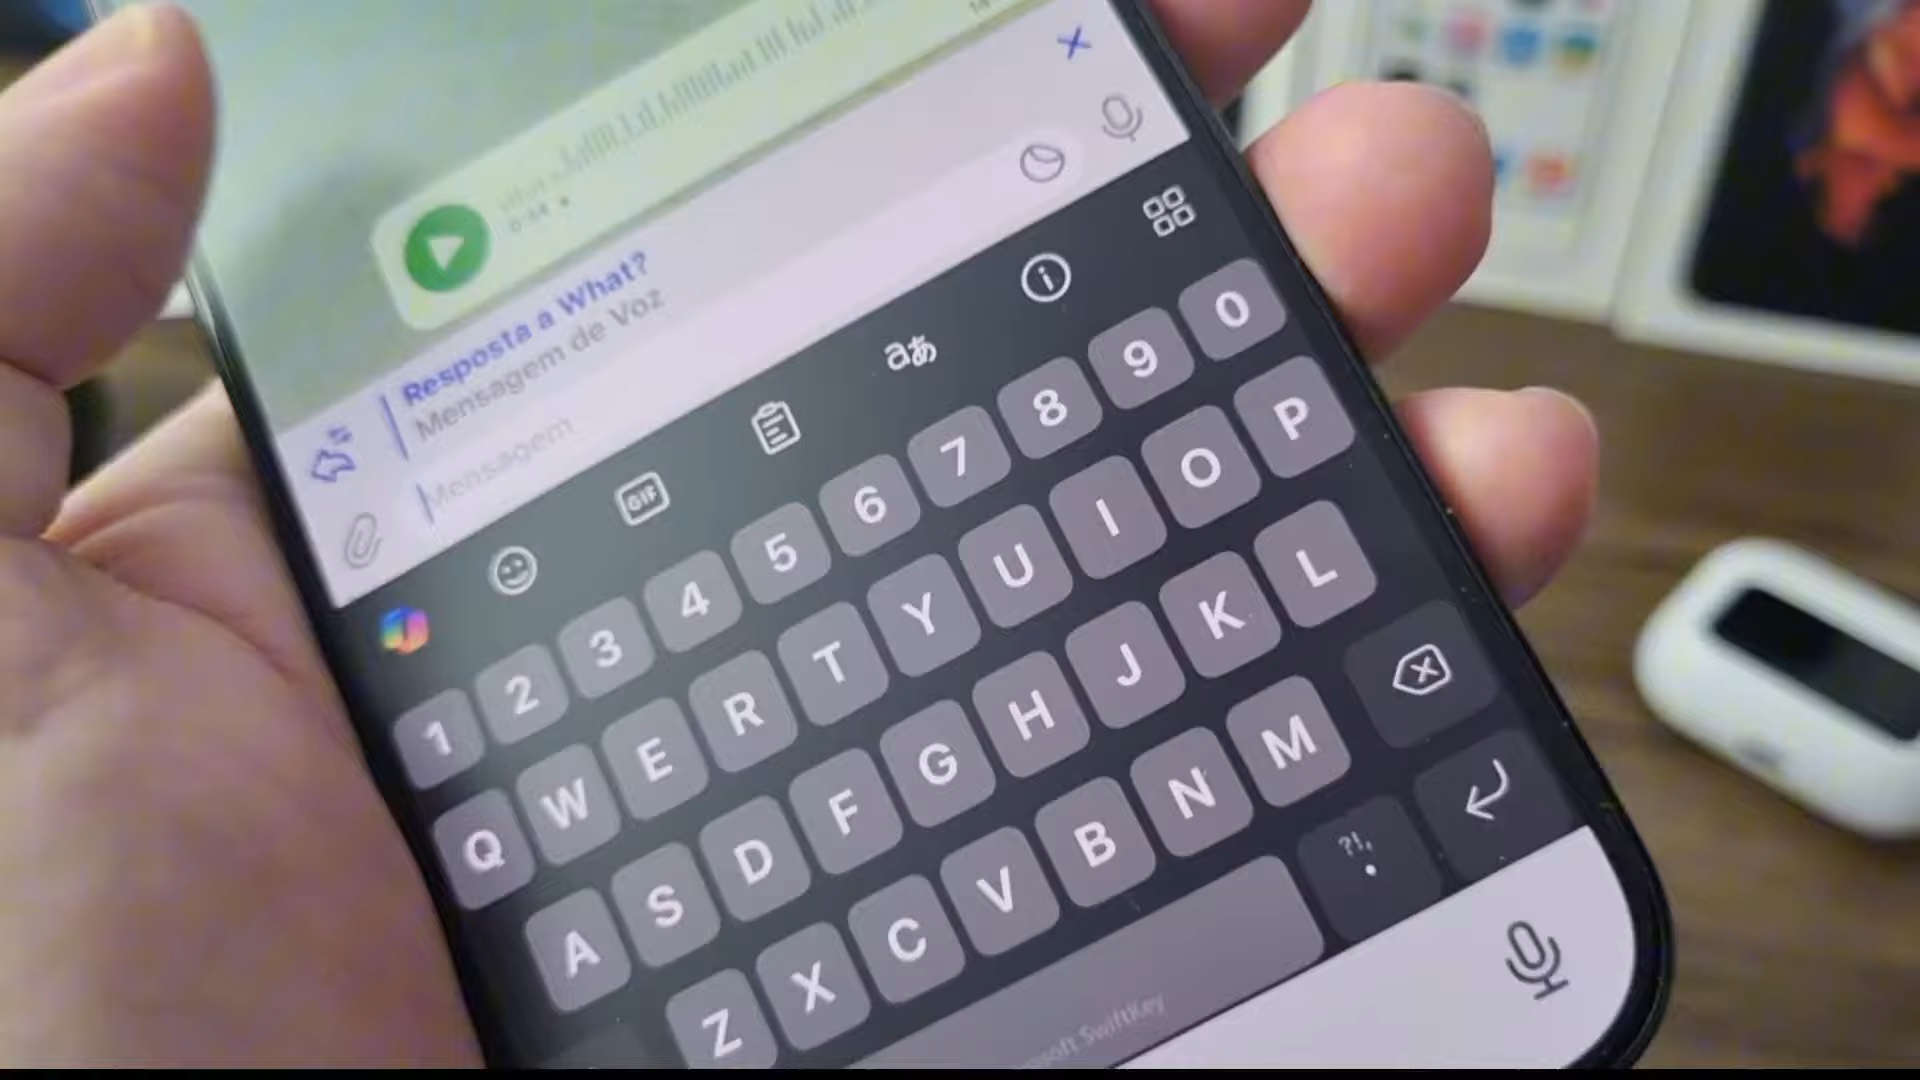 Resposta a What?
Mensagem de Voz
Mensagem
GIF
aあ
1 2 3 4 5 6 7 8 9 0
Q W E R T Y U I O P
A S D F G H J K L
Z X C V B N M
?!,
.
SwiftKey